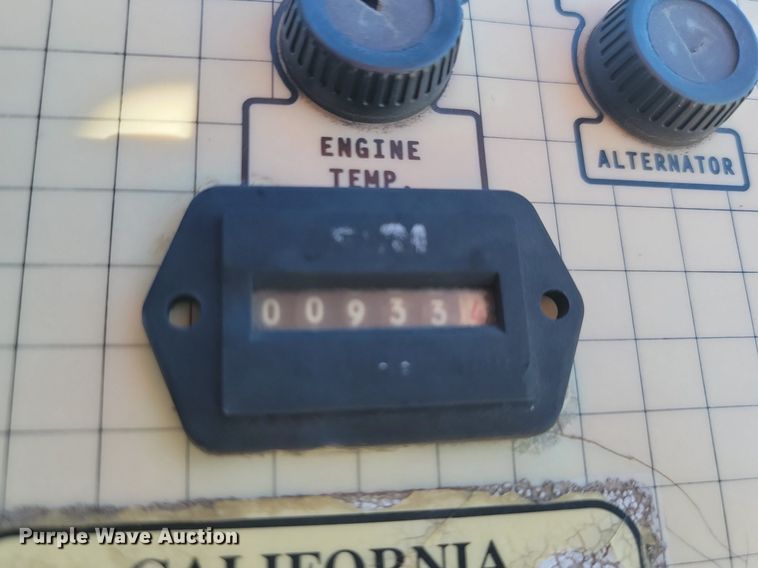 ENGINE
TEMP.
ALTERNATOR
00933
Purple Wave Auction
CALIFORNIA